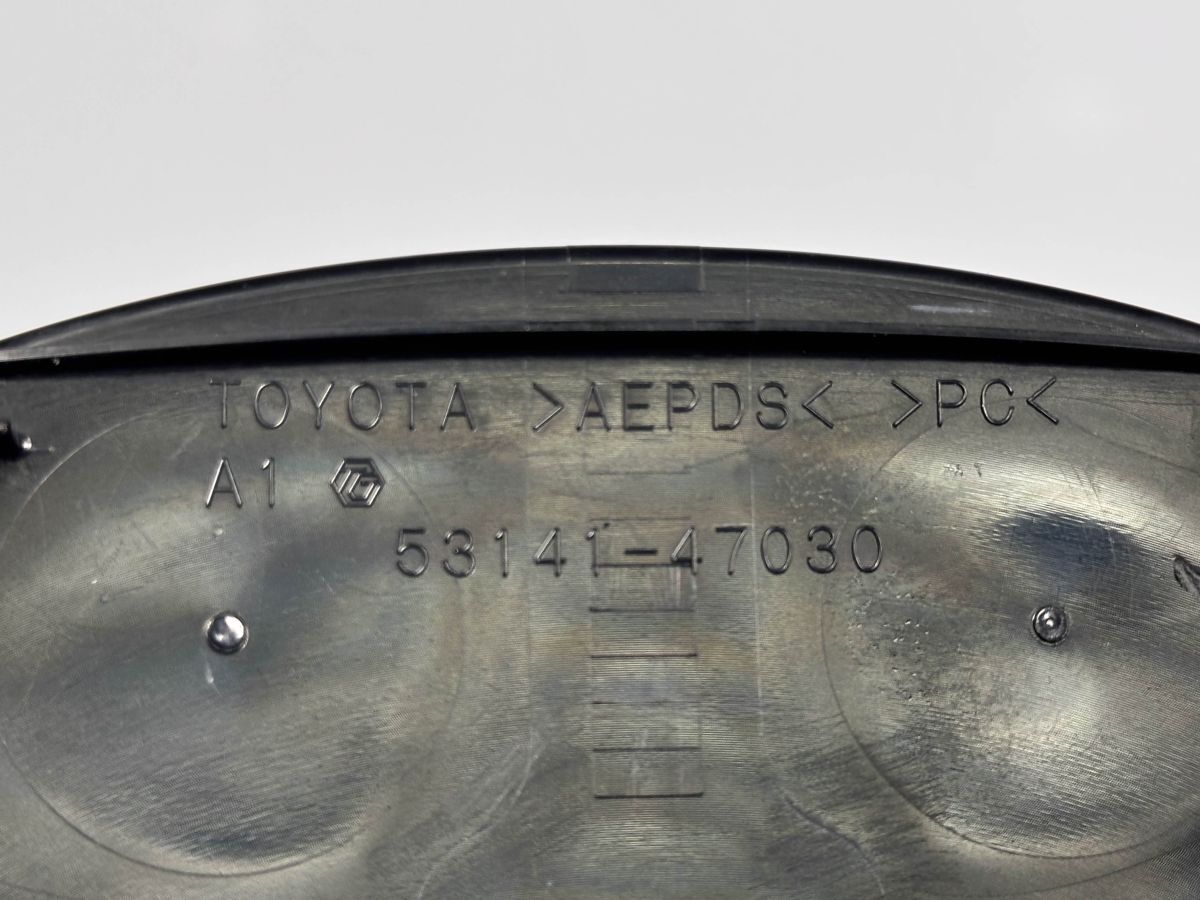 TOYOTA >AEPDS< >PC<
A1
53141-47030